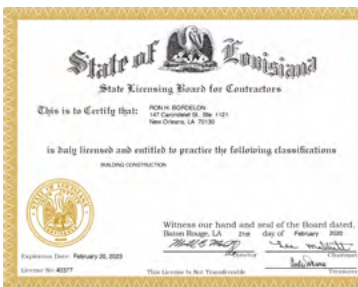 State of Louisiana
State Licensing Board for Contractors
This is to Certify that:
RON H. BORDELON
147 Carondelet St., Ste. 1121
New Orleans, LA 70130
is duly licensed and entitled to practice the following classifications
BUILDING CONSTRUCTION
Witness our hand and seal of the Board dated,
Baton Rouge, LA 21st day of February 2020
Director
Chairman
Expiration Date: February 20, 2023
Treasurer
License No: 40377
This License Is Not Transferrable